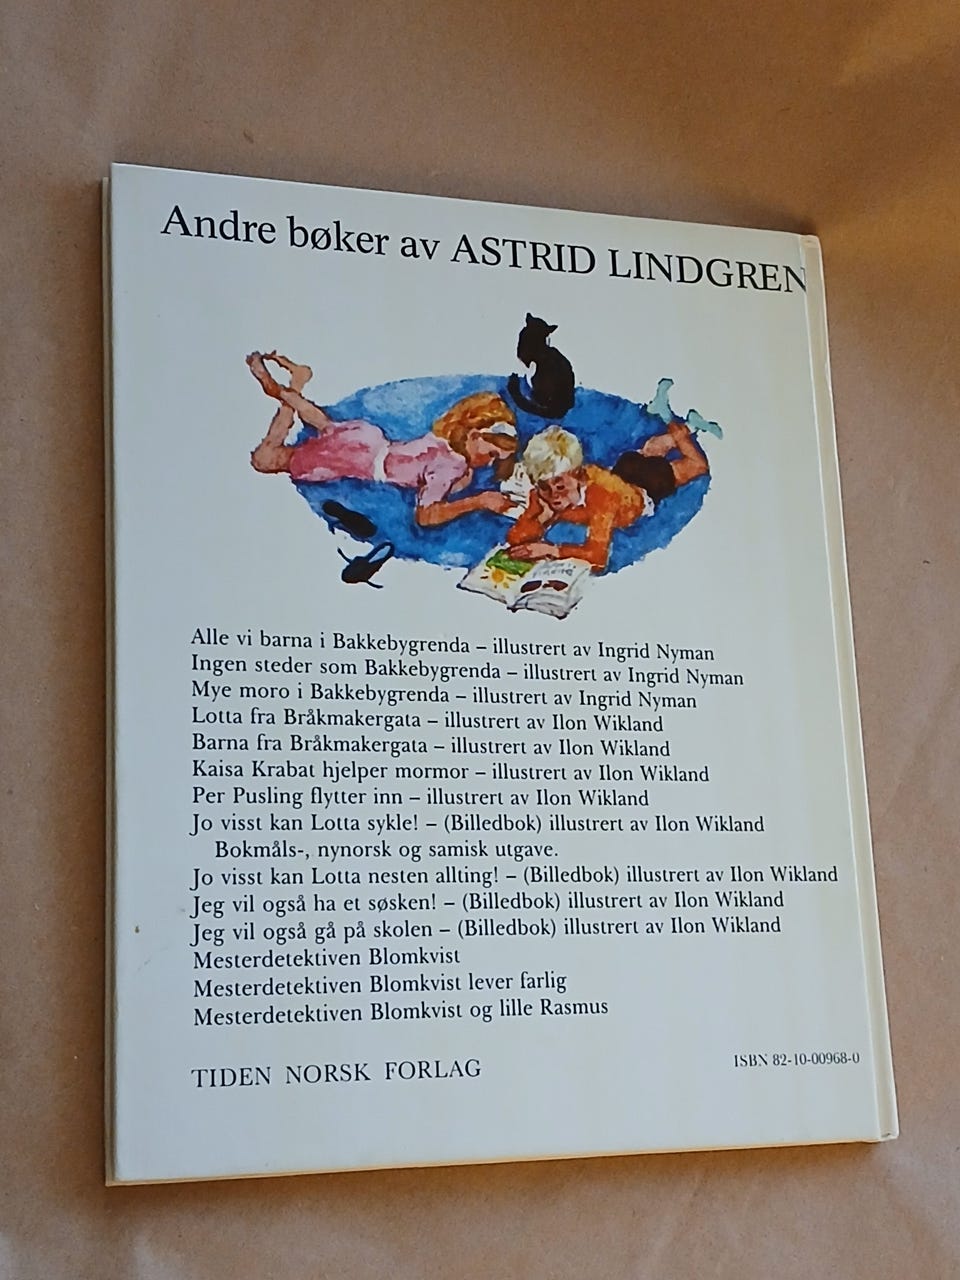 Andre bøker av ASTRID LINDGREN
Alle vi barna i Bakkebygrenda – illustrert av Ingrid Nyman
Ingen steder som Bakkebygrenda – illustrert av Ingrid Nyman
Mye moro i Bakkebygrenda – illustrert av Ingrid Nyman
Lotta fra Bråkmakergata – illustrert av Ilon Wikland
Barna fra Bråkmakergata – illustrert av Ilon Wikland
Kaisa Krabat hjelper mormor – illustrert av Ilon Wikland
Per Pusling flytter inn – illustrert av Ilon Wikland
Jo visst kan Lotta sykle! – (Billedbok) illustrert av Ilon Wikland
Bokmåls-, nynorsk og samisk utgave.
Jo visst kan Lotta nesten allting! – (Billedbok) illustrert av Ilon Wikland
Jeg vil også ha et søsken! – (Billedbok) illustrert av Ilon Wikland
Jeg vil også gå på skolen – (Billedbok) illustrert av Ilon Wikland
Mesterdetektiven Blomkvist
Mesterdetektiven Blomkvist lever farlig
Mesterdetektiven Blomkvist og lille Rasmus
TIDEN NORSK FORLAG
ISBN 82-10-00968-0